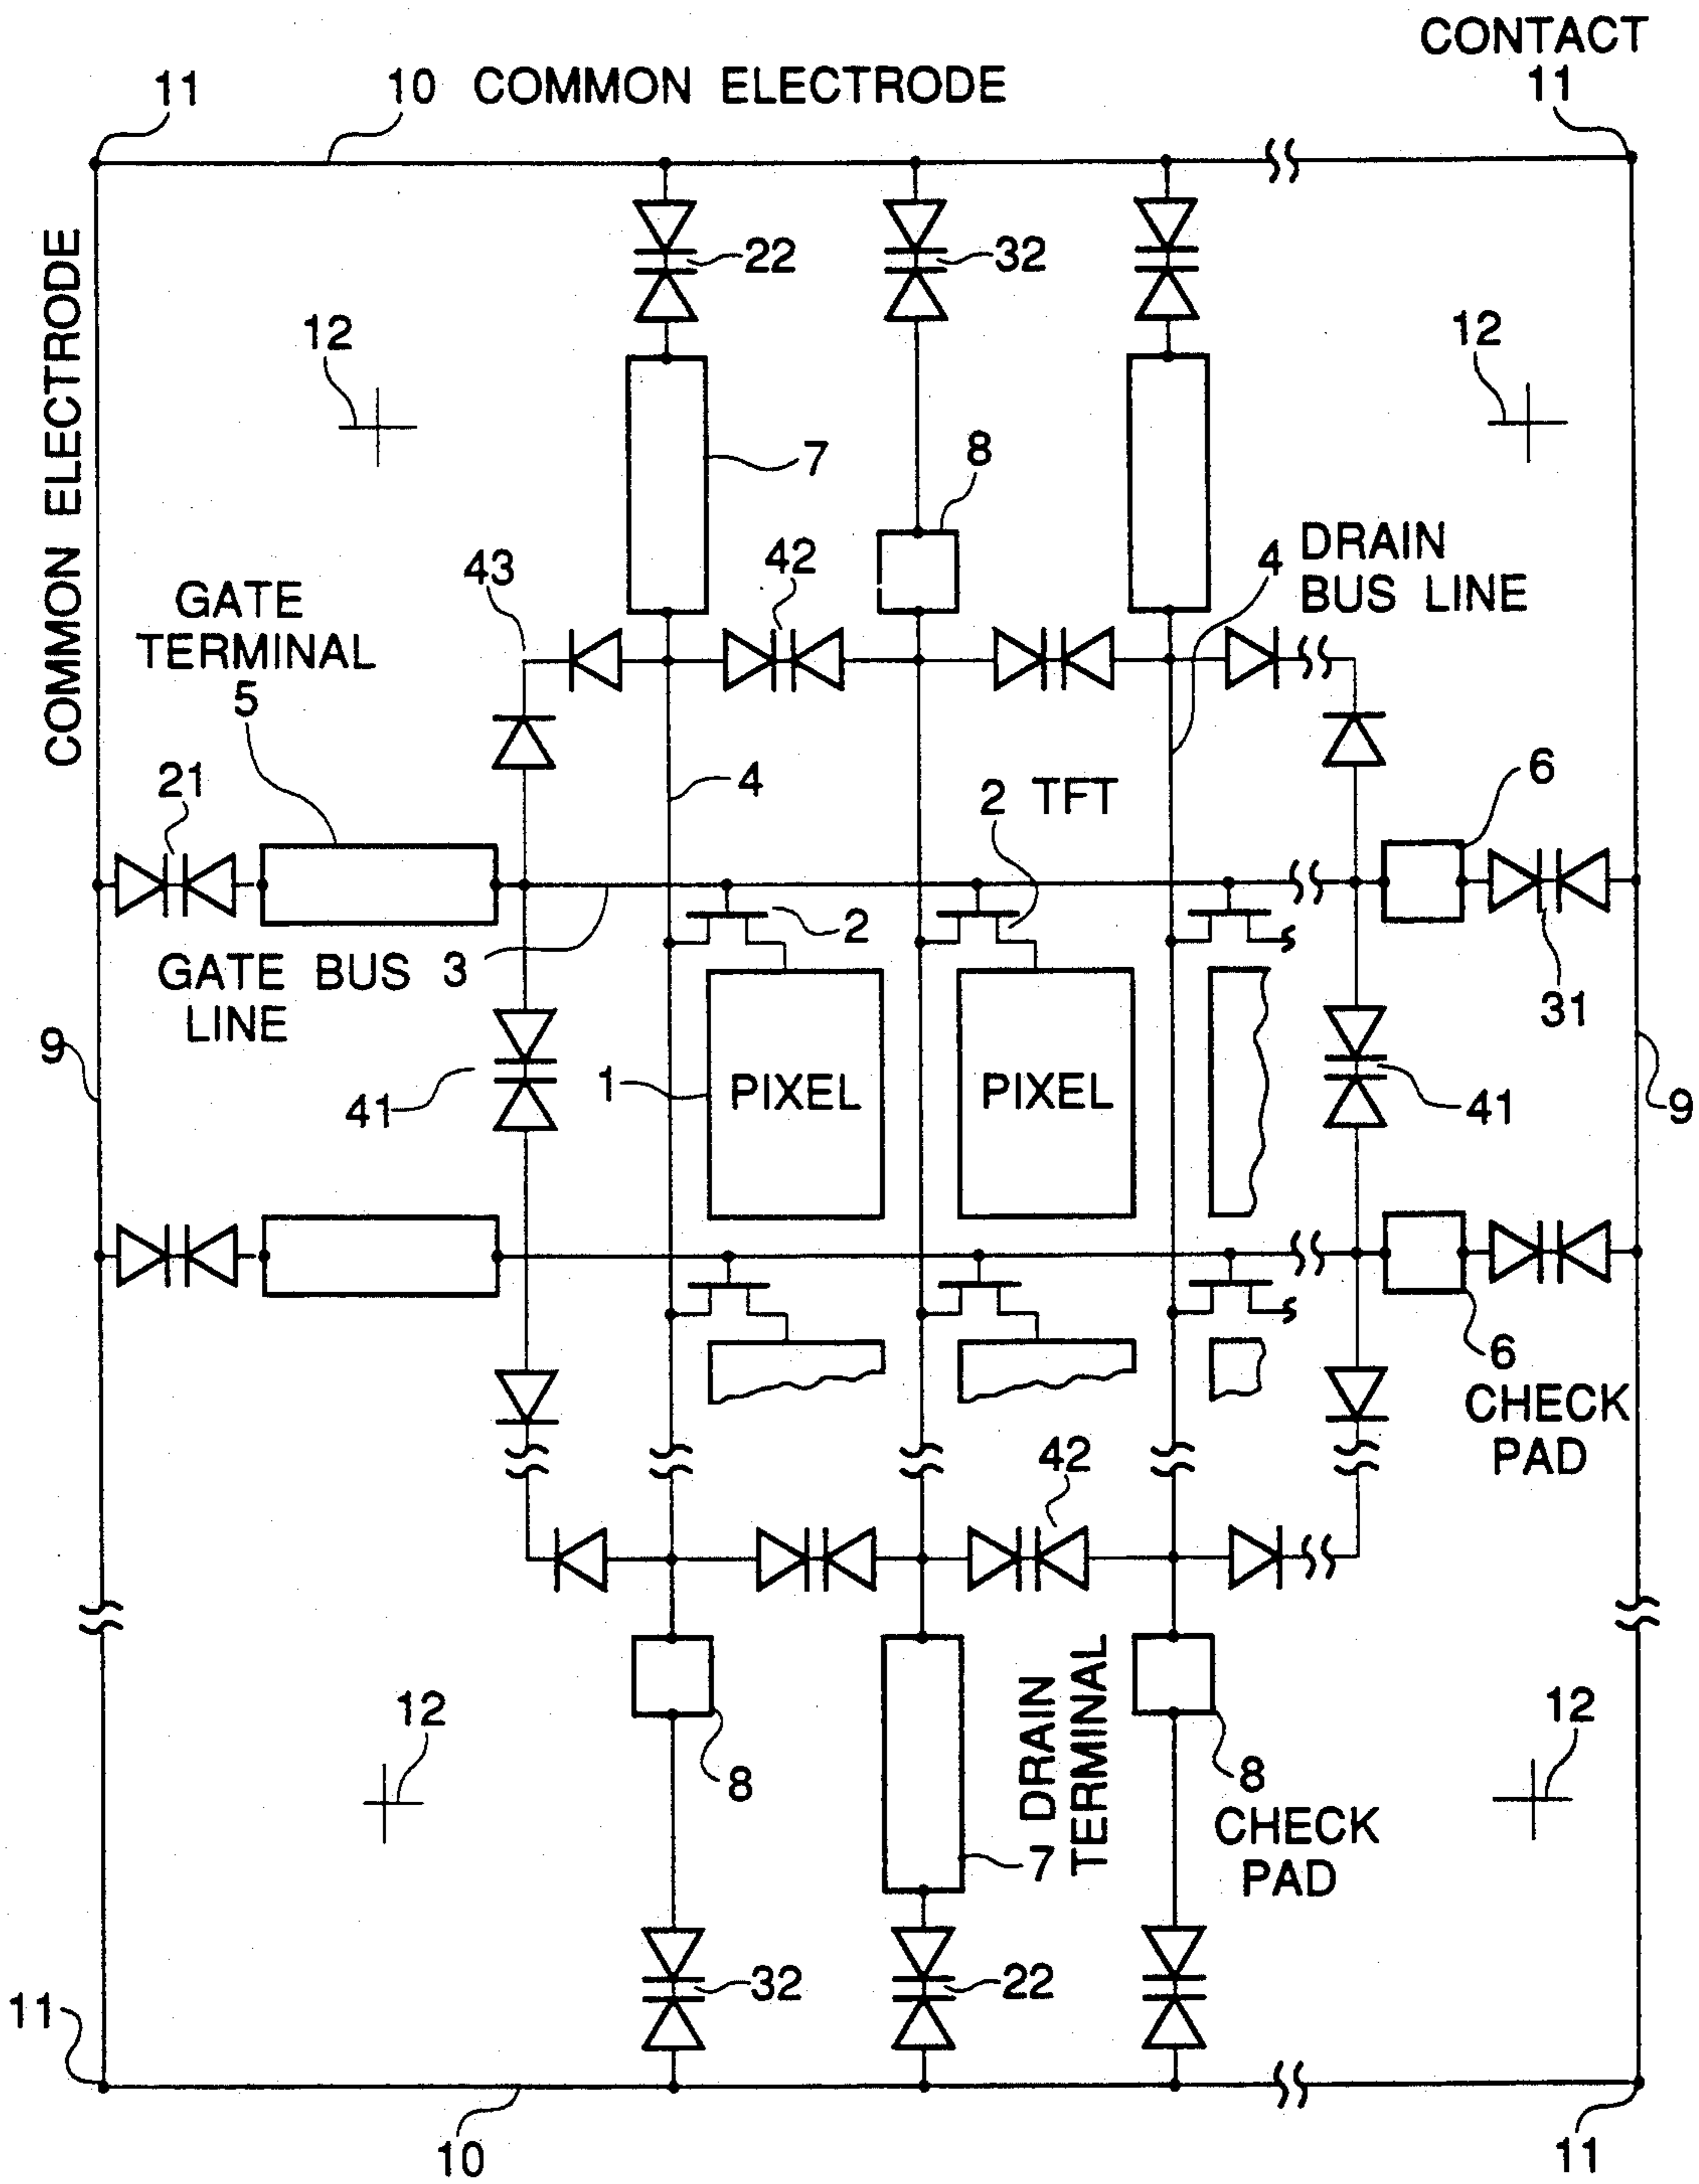 CONTACT
11
10 COMMON ELECTRODE
11
COMMON ELECTRODE
22
32
12
12
7
8
43
42
4
DRAIN
BUS LINE
GATE
TERMINAL
5
21
4
2 TFT
6
2
GATE BUS 3
LINE
31
9
41
1
PIXEL
PIXEL
41
9
6
CHECK
PAD
42
12
8
DRAIN
TERMINAL
7
8
CHECK
PAD
12
32
22
11
10
11